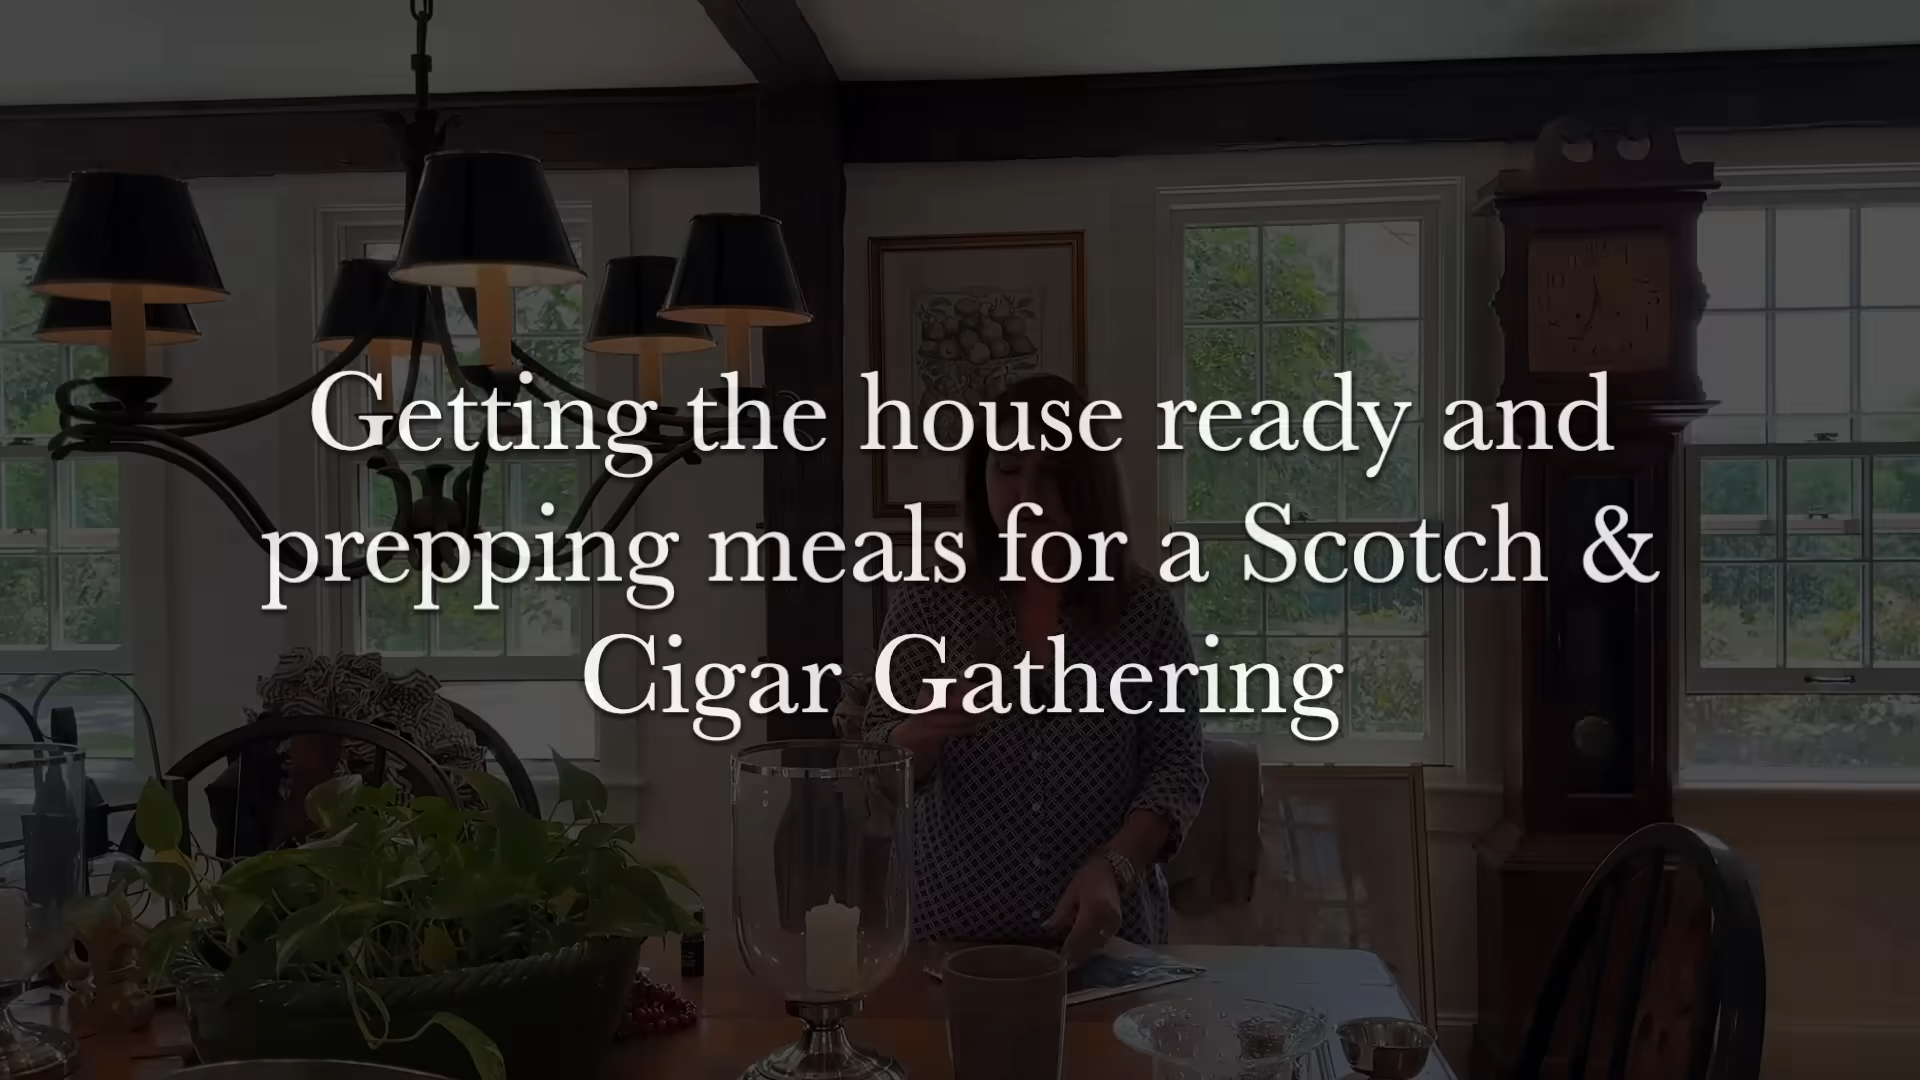 Getting the house ready and
prepping meals for a Scotch &
Cigar Gathering